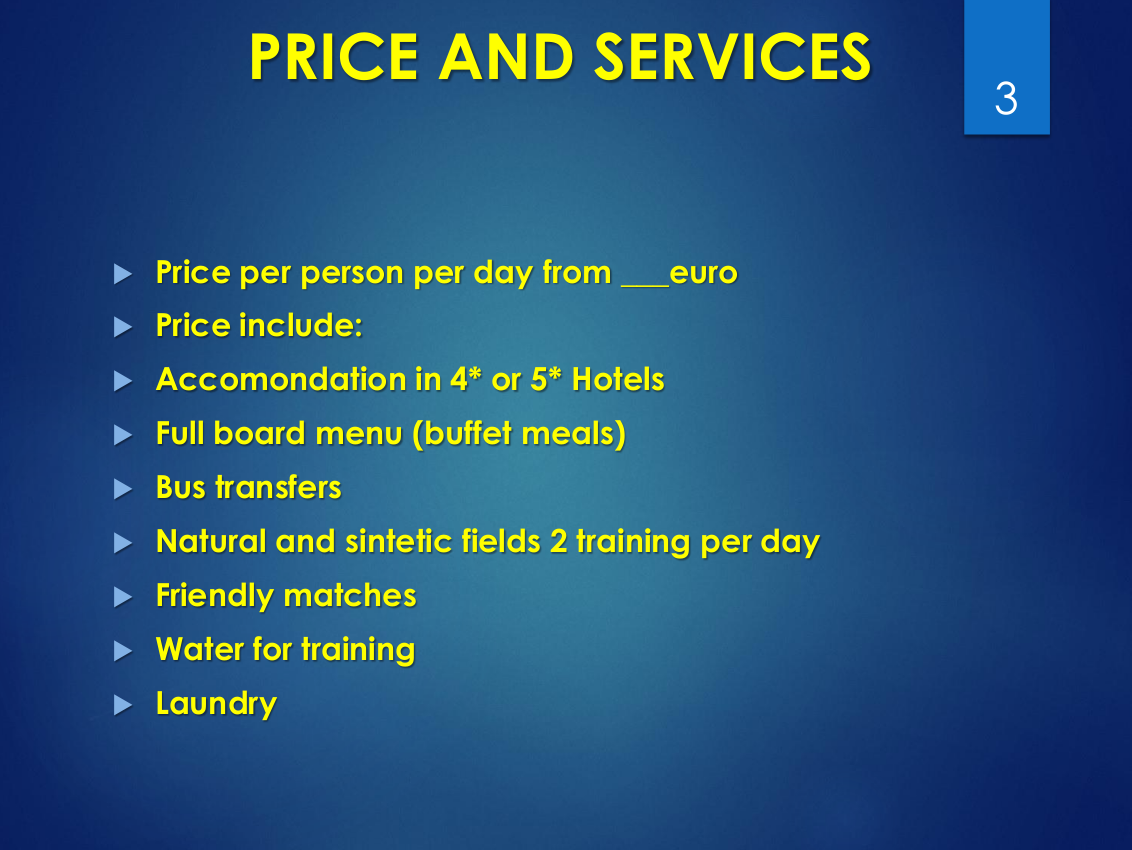 PRICE AND SERVICES
3
Price per person per day from ___euro
Price include:
Accomondation in 4* or 5* Hotels
Full board menu (buffet meals)
Bus transfers
Natural and sintetic fields 2 training per day
Friendly matches
Water for training
Laundry